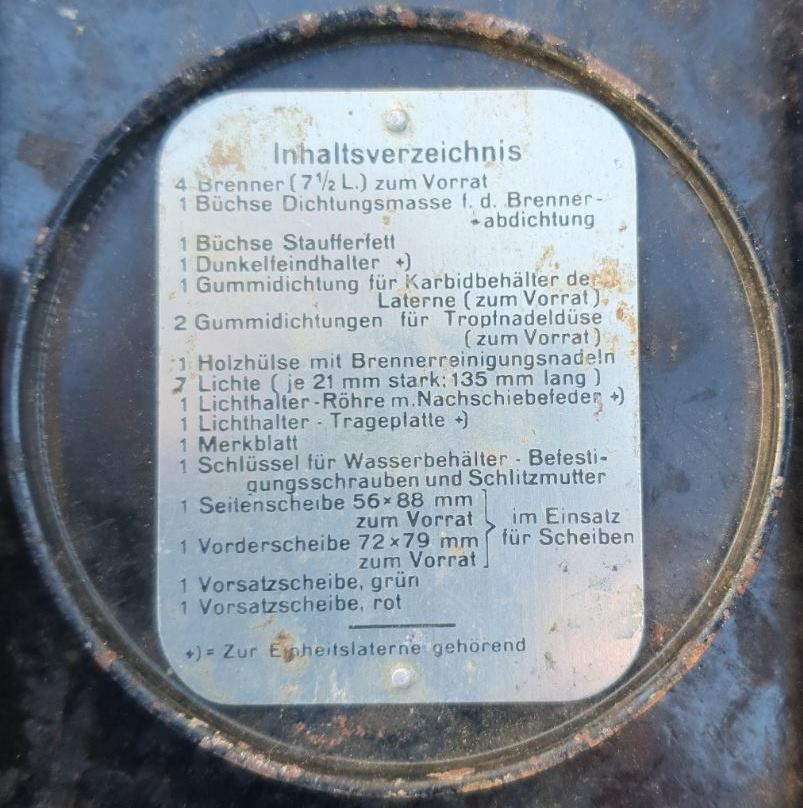 Inhaltsverzeichnis
4 Brenner (7 1/2 L.) zum Vorrat
1 Büchse Dichtungsmasse f. d. Brenner-
abdichtung
1 Büchse Staufferfett
1 Dunkelfeindhalter +)
1 Gummidichtung für Karbidbehälter der
Laterne (zum Vorrat)
2 Gummidichtungen für Tropfnadeldüse
(zum Vorrat)
1 Holzhülse mit Brennerreinigungsnadeln
7 Lichte (je 21 mm stark; 135 mm lang)
1 Lichthalter-Röhre m. Nachschiebefeder +)
1 Lichthalter - Trageplatte +)
1 Merkblatt
1 Schlüssel für Wasserbehälter - Befesti-
gungsschrauben und Schlitzmutter
1 Seitenscheibe 56×88 mm
zum Vorrat
1 Vorderscheibe 72×79 mm
zum Vorrat
im Einsatz
für Scheiben
1 Vorsatzscheibe, grün
1 Vorsatzscheibe, rot
+) = Zur Einheitslaterne gehörend